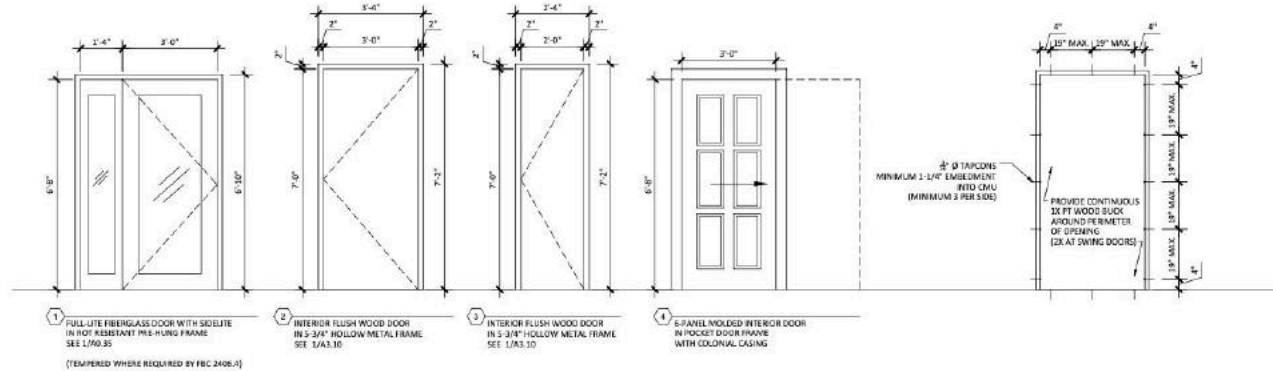 1'-4"
3'-0"
6'-8"
6'-10"
1
FULL-LITE FIBERGLASS DOOR WITH SIDELITE
IN ROT RESISTANT PRE-HUNG FRAME
SEE 1/A0.35
(TEMPERED WHERE REQUIRED BY FBC 2406.4)
3'-4"
2"
2"
3'-0"
2"
7'-0"
7'-2"
2
INTERIOR FLUSH WOOD DOOR
IN 5-3/4" HOLLOW METAL FRAME
SEE 1/A3.10
2'-4"
2"
2"
2'-0"
2"
7'-0"
7'-2"
3
INTERIOR FLUSH WOOD DOOR
IN 5-3/4" HOLLOW METAL FRAME
SEE 1/A3.10
3'-0"
6'-8"
4
6-PANEL MOLDED INTERIOR DOOR
IN POCKET DOOR FRAME
WITH COLONIAL CASING
4"
4"
19" MAX.
19" MAX.
4"
19" MAX.
19" MAX.
19" MAX.
19" MAX.
4"
Ø TAPCONS
MINIMUM 1-1/4" EMBEDMENT
INTO CMU
(MINIMUM 3 PER SIDE)
PROVIDE CONTINUOUS
1X PT WOOD BUCK
AROUND PERIMETER
OF OPENING
(2X AT SWING DOORS)